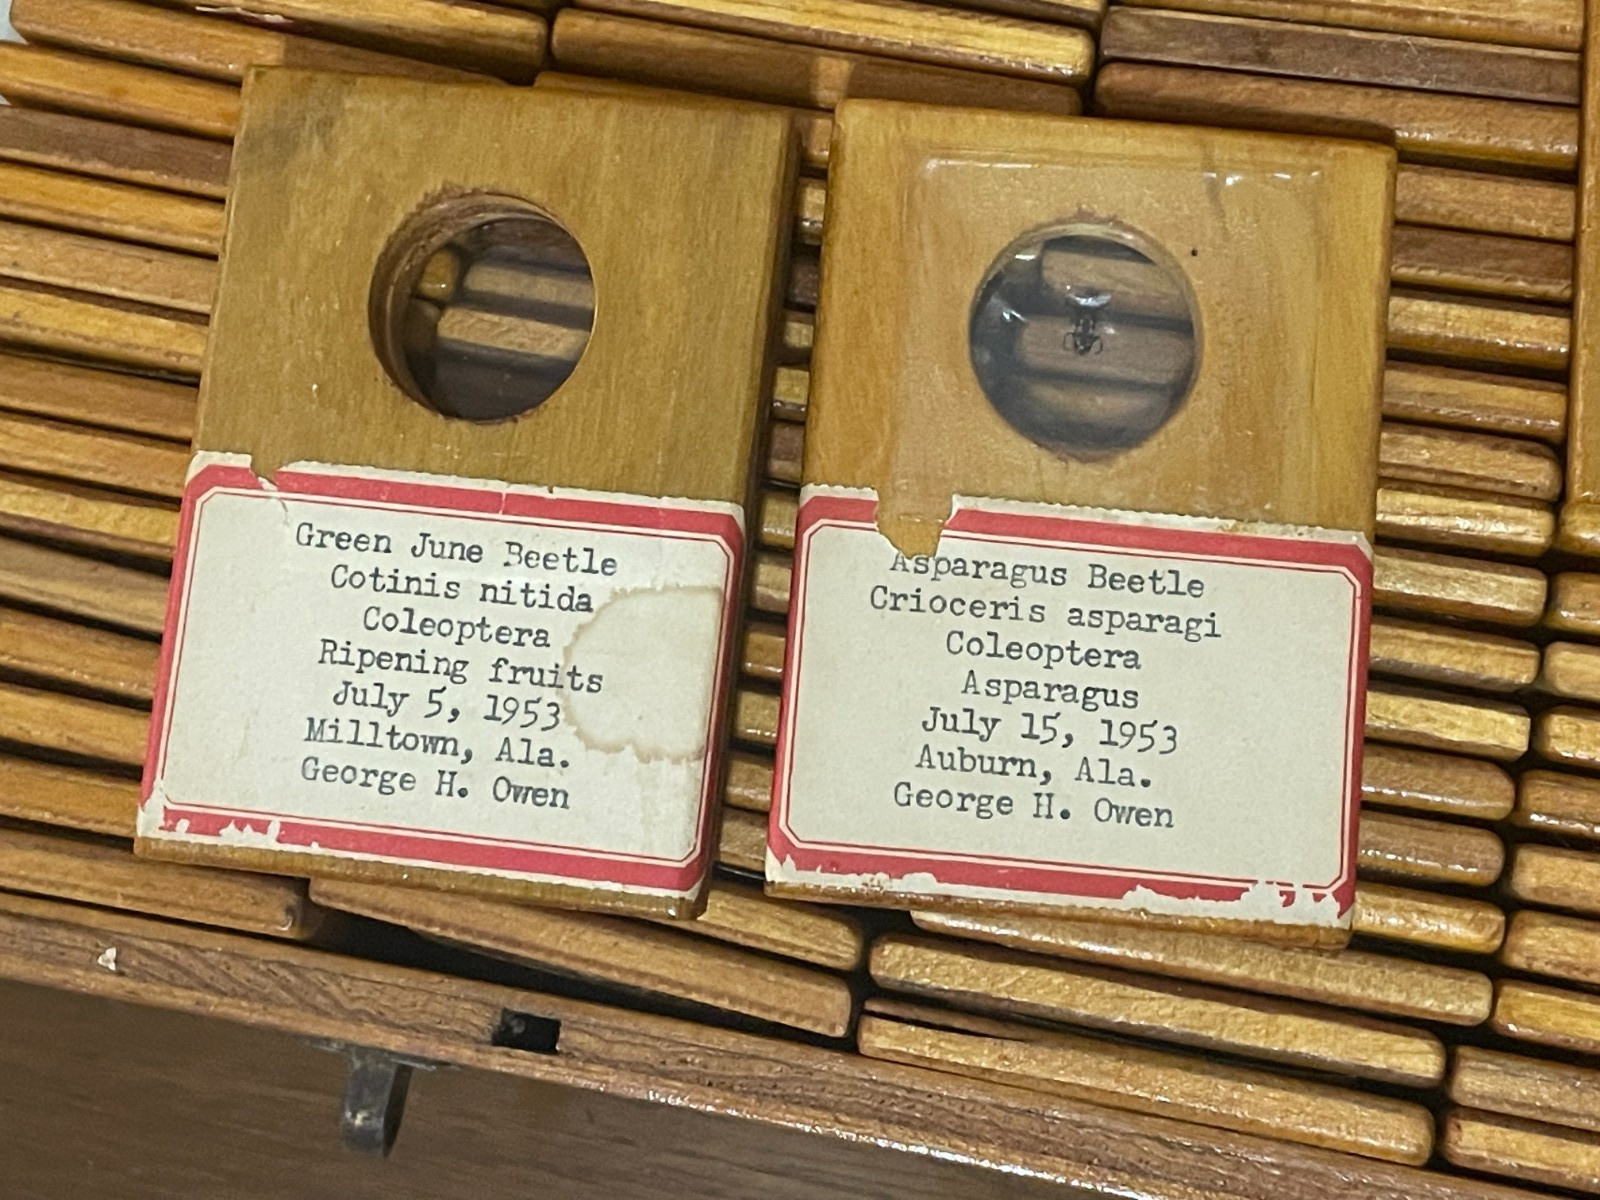 Green June Beetle
Cotinis nitida
Coleoptera
Ripening fruits
July 5, 1953
Milltown, Ala.
George H. Owen
Asparagus Beetle
Crioceris asparagi
Coleoptera
Asparagus
July 15, 1953
Auburn, Ala.
George H. Owen